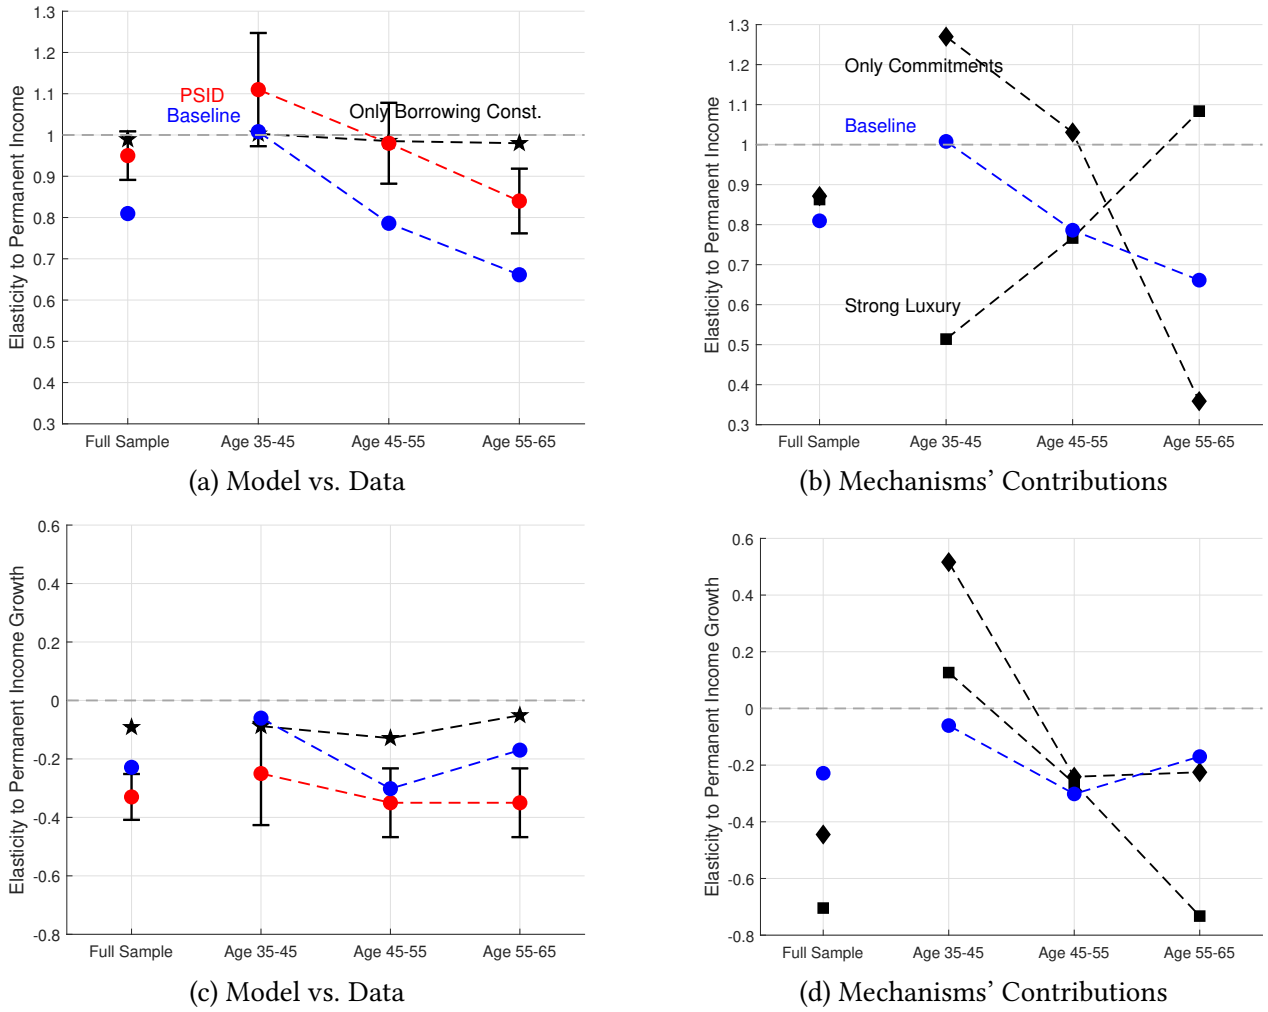 Elasticity to Permanent Income
1.3
1.2
1.1
1
0.9
0.8
0.7
0.6
0.5
0.4
0.3
PSID
Baseline
Only Borrowing Const.
Full Sample Age 35-45 Age 45-55 Age 55-65
(a) Model vs. Data
Elasticity to Permanent Income
1.3
1.2
1.1
1
0.9
0.8
0.7
0.6
0.5
0.4
0.3
Only Commitments
Baseline
Strong Luxury
Full Sample Age 35-45 Age 45-55 Age 55-65
(b) Mechanisms’ Contributions
Elasticity to Permanent Income Growth
0.6
0.4
0.2
0
-0.2
-0.4
-0.6
-0.8
Full Sample Age 35-45 Age 45-55 Age 55-65
(c) Model vs. Data
Elasticity to Permanent Income Growth
0.6
0.4
0.2
0
-0.2
-0.4
-0.6
-0.8
Full Sample Age 35-45 Age 45-55 Age 55-65
(d) Mechanisms’ Contributions